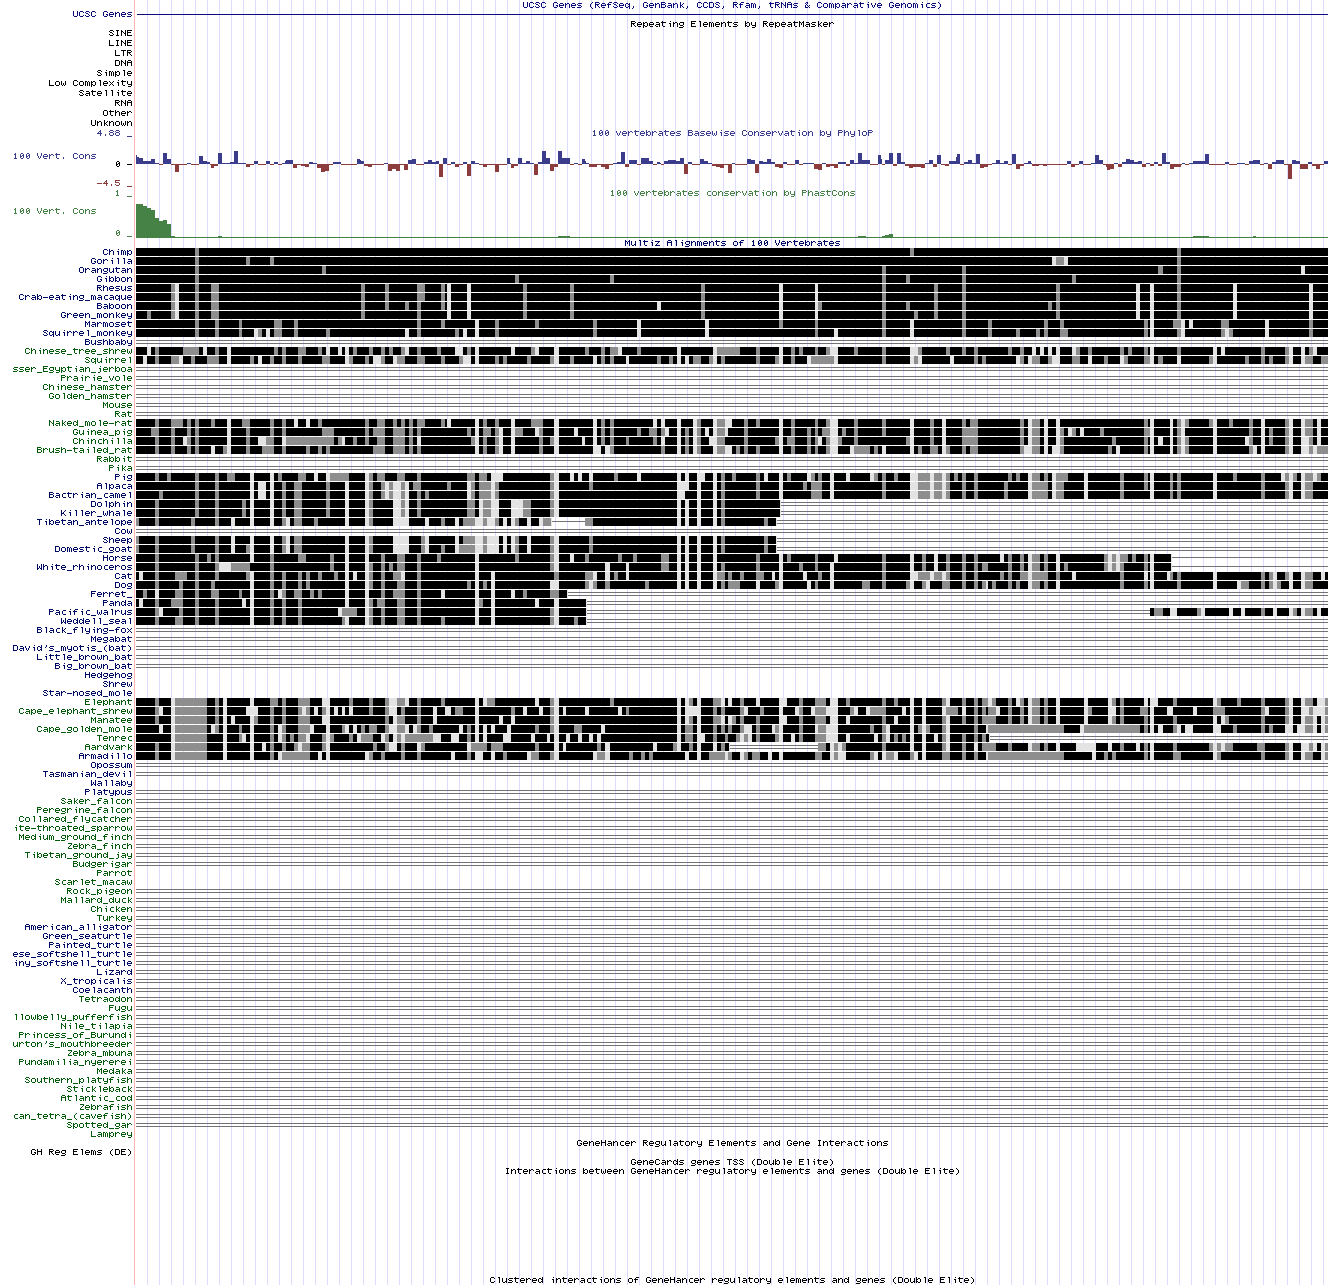 UCSC Genes (RefSeq, GenBank, CCDS, Rfam, tRNAs & Comparative Genomics)
UCSC Genes
Repeating Elements by RepeatMasker
SINE
LINE
LTR
DNA
Simple
Low Complexity
Satellite
RNA
Other
Unknown
4.88 _
100 vertebrates Basewise Conservation by PhyloP
100 Vert. Cons
0 _
-4.5 _
1 _
100 vertebrates conservation by PhastCons
100 Vert. Cons
0 _
Multiz Alignments of 100 Vertebrates
Chimp
Gorilla
Orangutan
Gibbon
Rhesus
Crab-eating_macaque
Baboon
Green_monkey
Marmoset
Squirrel_monkey
Bushbaby
Chinese_tree_shrew
Squirrel
sser_Egyptian_jerboa
Prairie_vole
Chinese_hamster
Golden_hamster
Mouse
Rat
Naked_mole-rat
Guinea_pig
Chinchilla
Brush-tailed_rat
Rabbit
Pika
Pig
Alpaca
Bactrian_camel
Dolphin
Killer_whale
Tibetan_antelope
Cow
Sheep
Domestic_goat
Horse
White_rhinoceros
Cat
Dog
Ferret_
Panda
Pacific_walrus
Weddell_seal
Black_flying-fox
Megabat
David's_myotis_(bat)
Little_brown_bat
Big_brown_bat
Hedgehog
Shrew
Star-nosed_mole
Elephant
Cape_elephant_shrew
Manatee
Cape_golden_mole
Tenrec
Aardvark
Armadillo
Opossum
Tasmanian_devil
Wallaby
Platypus
Saker_falcon
Peregrine_falcon
Collared_flycatcher
ite-throated_sparrow
Medium_ground_finch
Zebra_finch
Tibetan_ground_jay
Budgerigar
Parrot
Scarlet_macaw
Rock_pigeon
Mallard_duck
Chicken
Turkey
American_alligator
Green_seaturtle
Painted_turtle
ese_softshell_turtle
iny_softshell_turtle
Lizard
X_tropicalis
Coelacanth
Tetraodon
Fugu
llowbelly_pufferfish
Nile_tilapia
Princess_of_Burundi
urton's_mouthbreeder
Zebra_mbuna
Pundamilia_nyererei
Medaka
Southern_platyfish
Stickleback
Atlantic_cod
Zebrafish
can_tetra_(cavefish)
Spotted_gar
Lamprey
GeneHancer Regulatory Elements and Gene Interactions
GH Reg Elems (DE)
GeneCards genes TSS (Double Elite)
Interactions between GeneHancer regulatory elements and genes (Double Elite)
Clustered interactions of GeneHancer regulatory elements and genes (Double Elite)